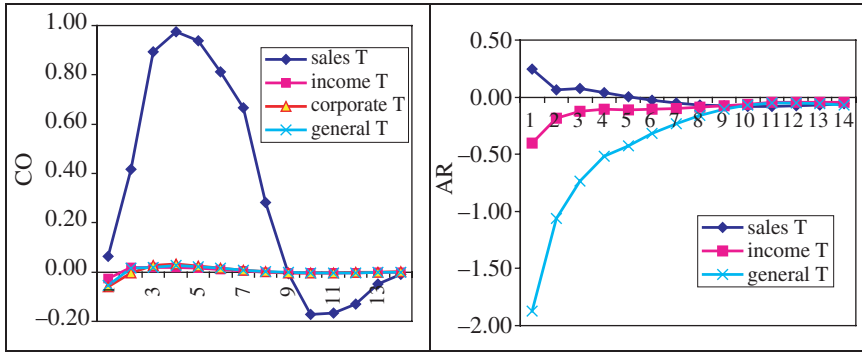 1.00
0.80
0.60
0.40
0.20
0.00
–0.20
CO
sales T
income T
corporate T
general T
1 3 5 7 9 11 13
0.50
0.00
–0.50
–1.00
–1.50
–2.00
AR
1 2 3 4 5 6 7 8 9 10 11 12 13 14
sales T
income T
general T